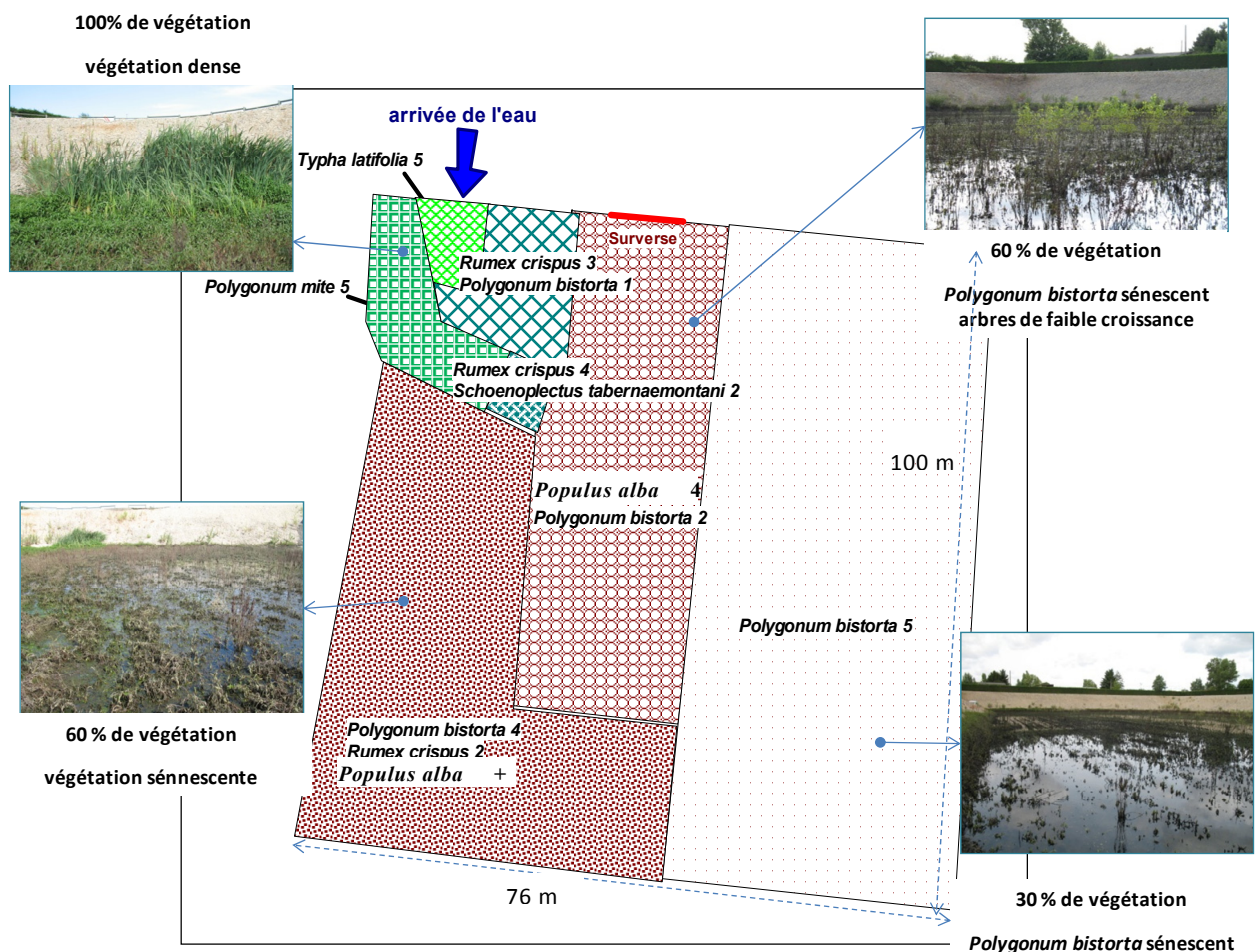 100% de végétation
végétation dense
arrivée de l'eau
Typha latifolia 5
Surverse
Rumex crispus 3
Polygonum bistorta 1
Polygonum mite 5
60 % de végétation
Polygonum bistorta sénescent
arbres de faible croissance
Rumex crispus 4
Schoenoplectus tabernaemontani 2
100 m
Populus alba 4
Polygonum bistorta 2
Polygonum bistorta 5
60 % de végétation
végétation sénnescente
Polygonum bistorta 4
Rumex crispus 2
Populus alba +
76 m
30 % de végétation
Polygonum bistorta sénescent